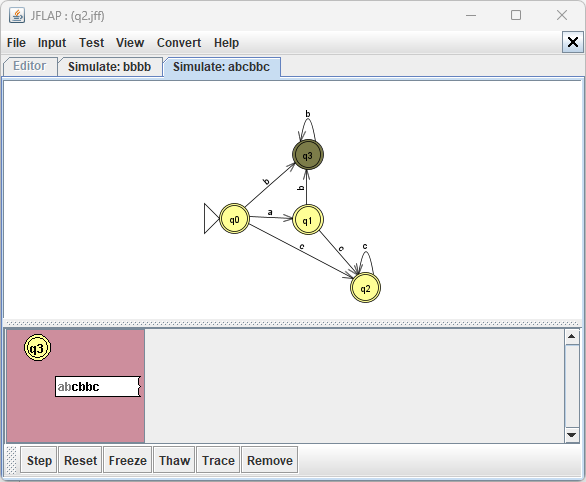 JFLAP : (q2.jff)
File Input Test View Convert Help
Editor Simulate: bbbb Simulate: abcbbc
b
q3
b
b
q0
a
q1
c
c
c
q2
q3
abcbbc
Step Reset Freeze Thaw Trace Remove